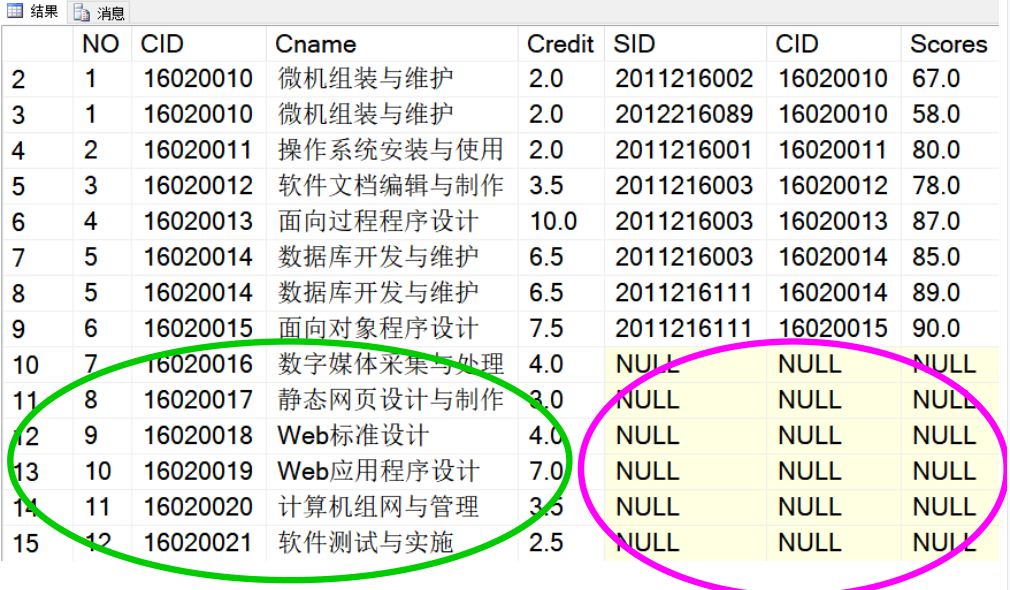 结果 消息
NO CID Cname Credit SID CID Scores
2 1 16020010 微机组装与维护 2.0 2011216002 16020010 67.0
3 1 16020010 微机组装与维护 2.0 2012216089 16020010 58.0
4 2 16020011 操作系统安装与使用 2.0 2011216001 16020011 80.0
5 3 16020012 软件文档编辑与制作 3.5 2011216003 16020012 78.0
6 4 16020013 面向过程程序设计 10.0 2011216003 16020013 87.0
7 5 16020014 数据库开发与维护 6.5 2011216003 16020014 85.0
8 5 16020014 数据库开发与维护 6.5 2011216111 16020014 89.0
9 6 16020015 面向对象程序设计 7.5 2011216111 16020015 90.0
10 7 16020016 数字媒体采集与处理 4.0 NULL NULL NULL
11 8 16020017 静态网页设计与制作 3.0 NULL NULL NULL
12 9 16020018 Web标准设计 4.0 NULL NULL NULL
13 10 16020019 Web应用程序设计 7.0 NULL NULL NULL
14 11 16020020 计算机组网与管理 3.5 NULL NULL NULL
15 12 16020021 软件测试与实施 2.5 NULL NULL NULL